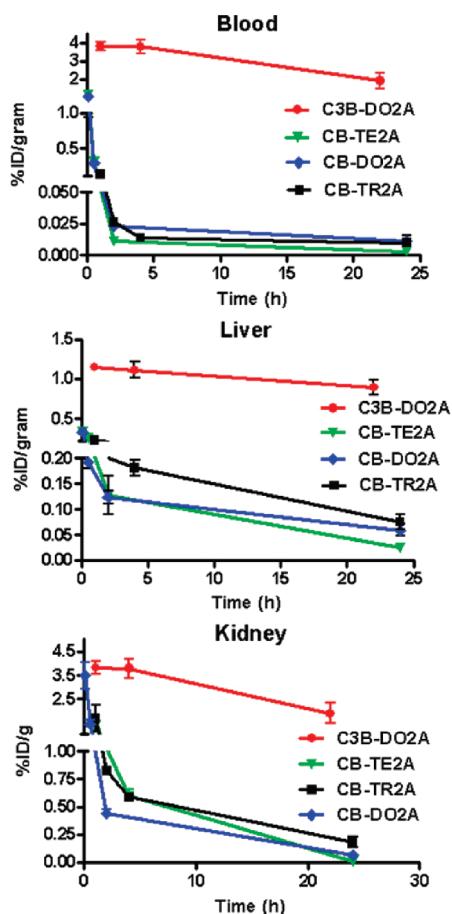 Blood
4
3
2
1.0
0.5
0.050
0.025
0.000
%ID/gram
0 5 10 15 20 25
Time (h)
C3B-DO2A
CB-TE2A
CB-DO2A
CB-TR2A
Liver
1.5
1.0
0.5
0.20
0.15
0.10
0.05
0.00
%ID/gram
0 5 10 15 20 25
Time (h)
C3B-DO2A
CB-TE2A
CB-DO2A
CB-TR2A
Kidney
4.5
3.5
2.5
1.00
0.75
0.50
0.25
0.00
%ID/g
0 10 20 30
Time (h)
C3B-DO2A
CB-TE2A
CB-TR2A
CB-DO2A